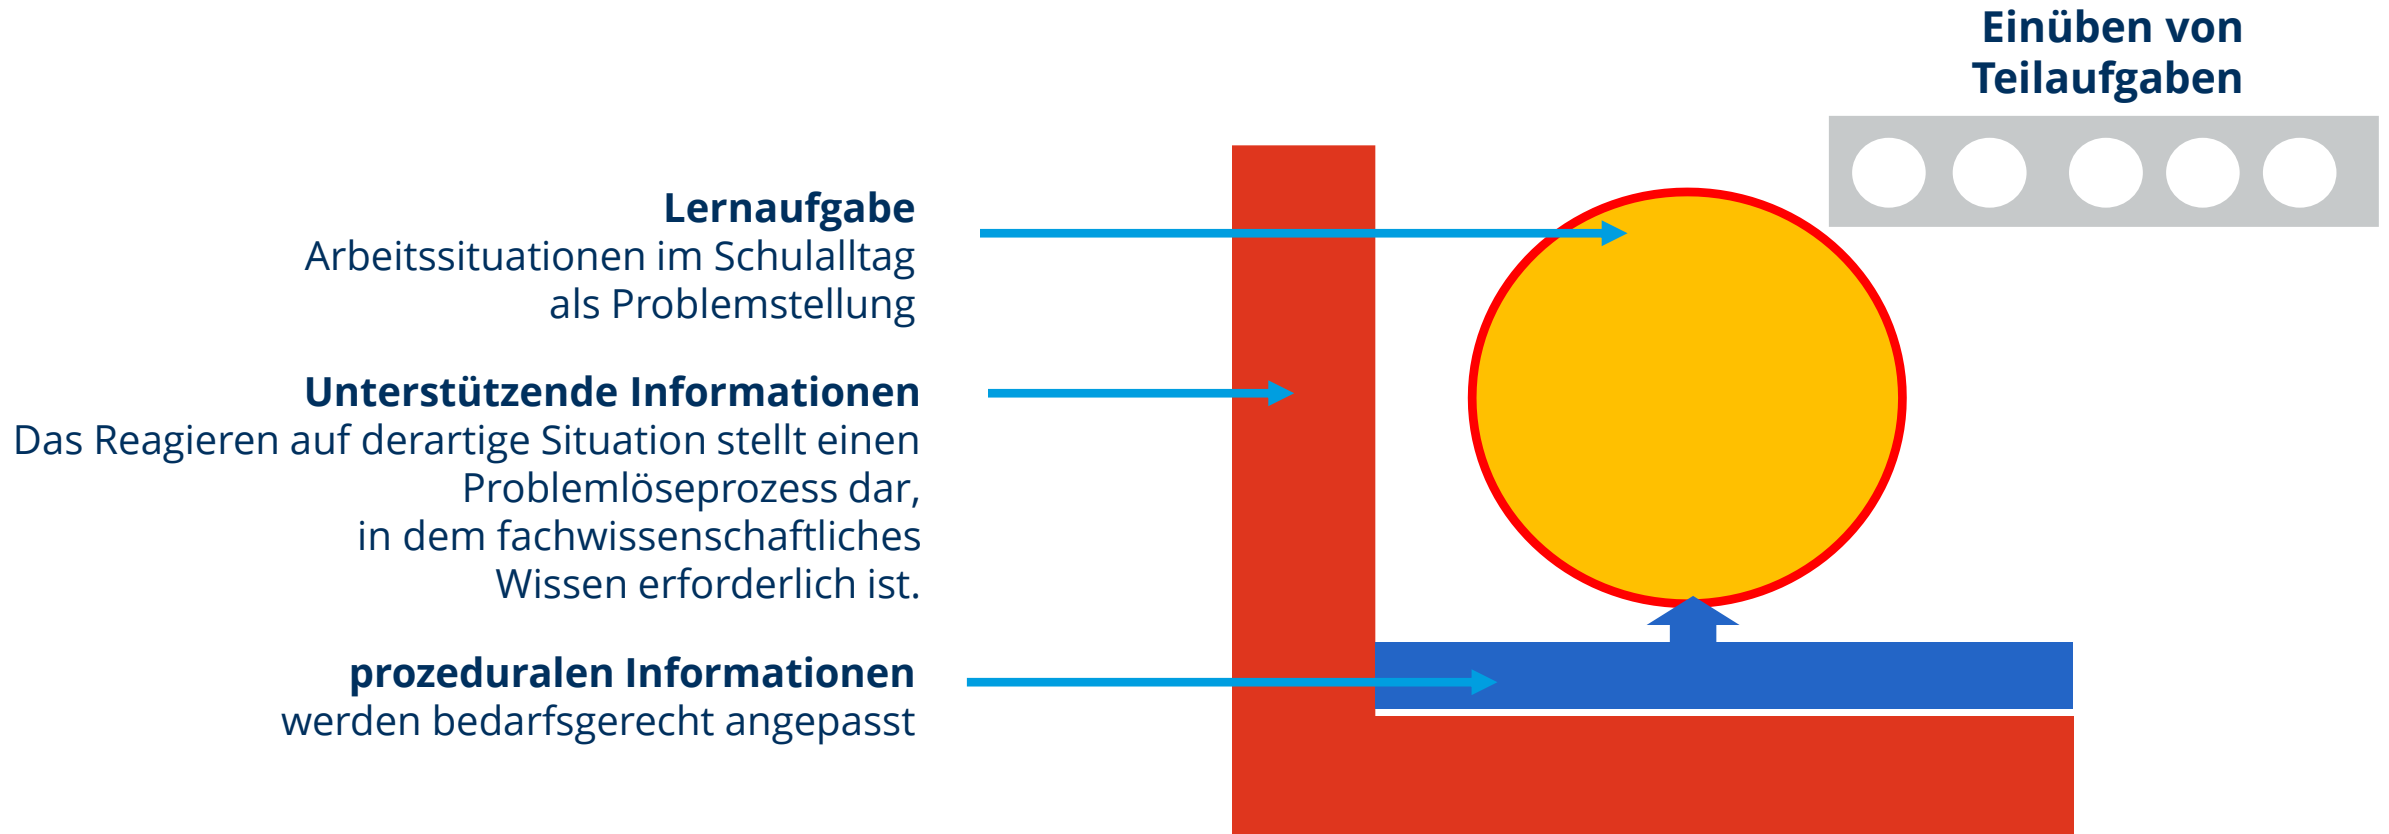 Einüben von
Teilaufgaben
Lernaufgabe
Arbeitssituationen im Schulalltag
als Problemstellung
Unterstützende Informationen
Das Reagieren auf derartige Situation stellt einen
Problemlöseprozess dar,
in dem fachwissenschaftliches
Wissen erforderlich ist.
prozeduralen Informationen
werden bedarfsgerecht angepasst